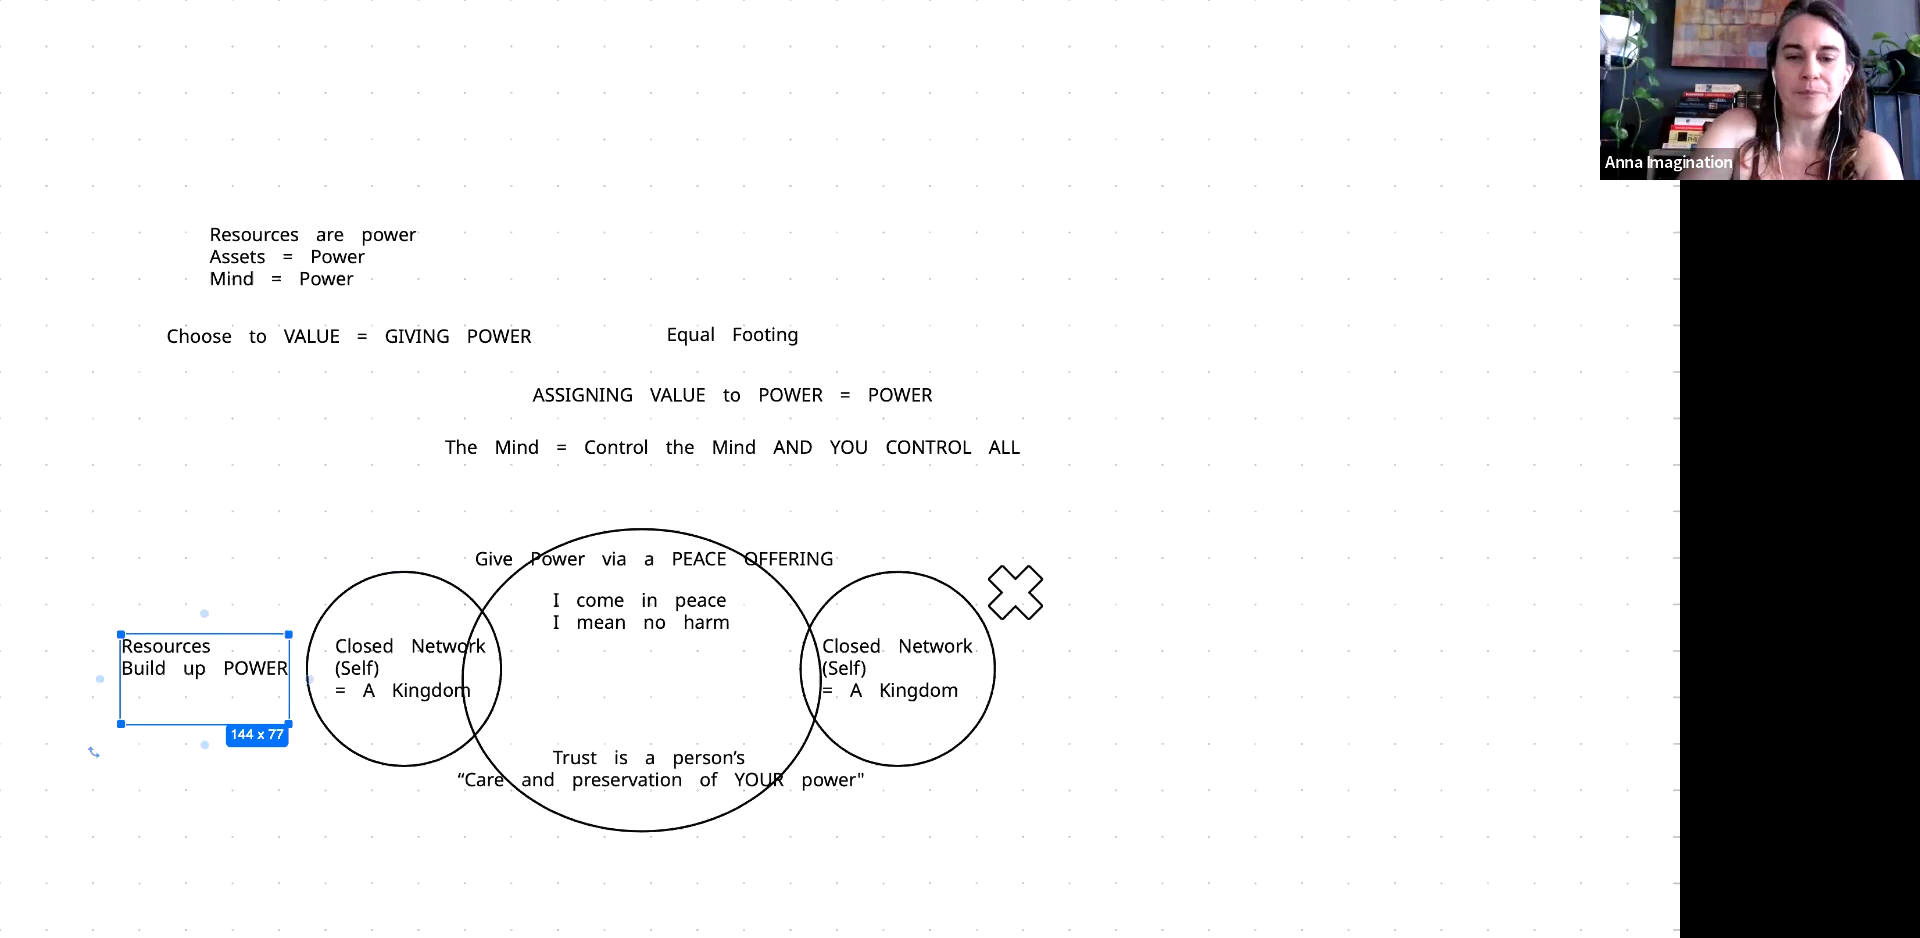 Anna Imagination
Resources are power
Assets = Power
Mind = Power
Choose to VALUE = GIVING POWER
Equal Footing
ASSIGNING VALUE to POWER = POWER
The Mind = Control the Mind AND YOU CONTROL ALL
Give Power via a PEACE OFFERING
I come in peace
I mean no harm
Resources
Build up POWER
144 x 77
Closed Network
(Self)
= A Kingdom
Closed Network
(Self)
= A Kingdom
Trust is a person’s
“Care and preservation of YOUR power"